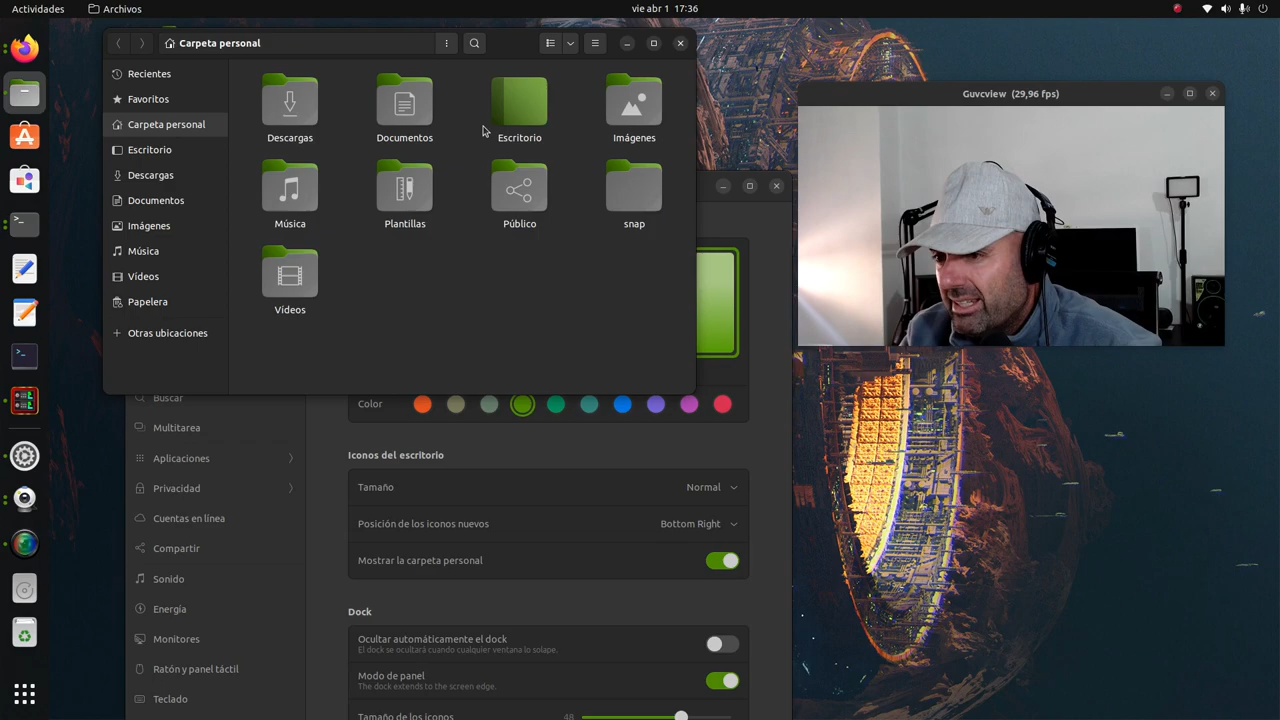 Actividades
Archivos
vie abr 1 17:36
Carpeta personal
Recientes
Favoritos
Carpeta personal
Escritorio
Descargas
Documentos
Imágenes
Música
Vídeos
Papelera
Otras ubicaciones
Descargas
Documentos
Escritorio
Imágenes
Música
Plantillas
Público
snap
Vídeos
Guvcview (29,96 fps)
Buscar
Multitarea
Aplicaciones
Privacidad
Cuentas en línea
Compartir
Sonido
Energía
Monitores
Ratón y panel táctil
Teclado
Color
Iconos del escritorio
Tamaño
Normal
Posición de los iconos nuevos
Bottom Right
Mostrar la carpeta personal
Dock
Ocultar automáticamente el dock
El dock se ocultará cuando cualquier ventana lo solape.
Modo de panel
The dock extends to the screen edge.
Tamaño de los iconos
48